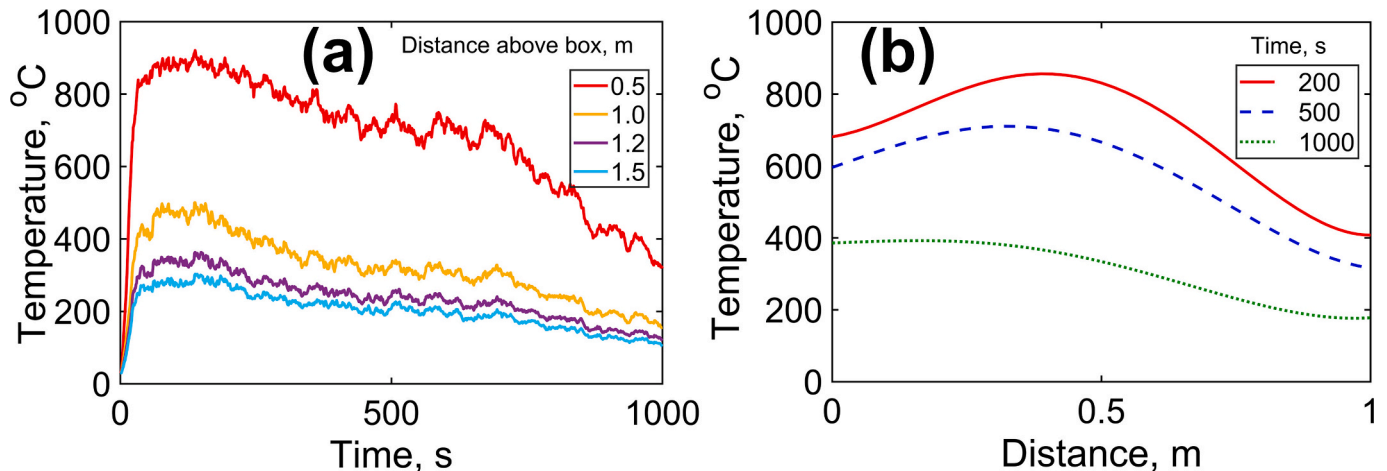 (a)
Distance above box, m
0.5
1.0
1.2
1.5
Temperature, °C
1000
800
600
400
200
0
0 500 1000
Time, s
(b)
Time, s
200
500
1000
Temperature, °C
1000
800
600
400
200
0
0 0.5 1
Distance, m